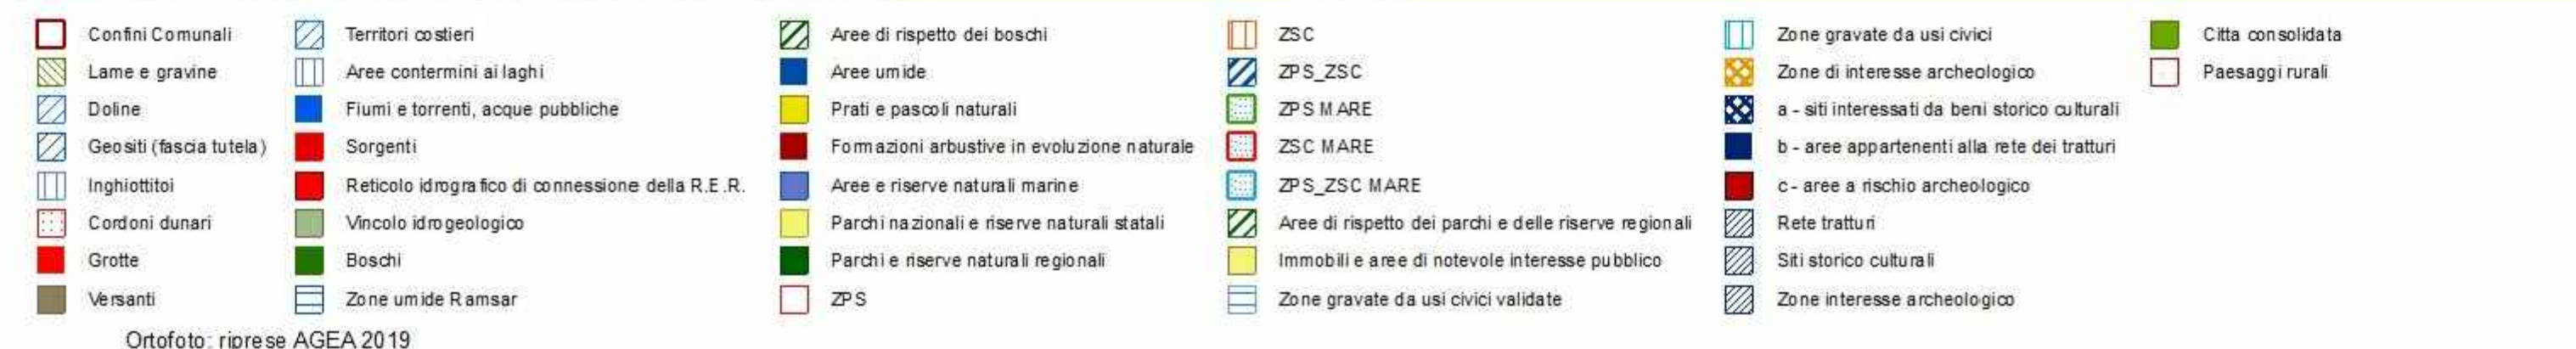 Confini Comunali
Lame e gravine
Doline
Geositi (fascia tutela)
Inghiottitoi
Cordoni dunari
Grotte
Versanti
Territori costieri
Aree contermini ai laghi
Fiumi e torrenti, acque pubbliche
Sorgenti
Reticolo idrografico di connessione della R.E.R.
Vincolo idrogeologico
Boschi
Zone umide Ramsar
Aree di rispetto dei boschi
Aree umide
Prati e pascoli naturali
Formazioni arbustive in evoluzione naturale
Aree e riserve naturali marine
Parchi nazionali e riserve naturali statali
Parchi e riserve naturali regionali
ZPS
ZSC
ZPS_ZSC
ZPS MARE
ZSC MARE
ZPS_ZSC MARE
Aree di rispetto dei parchi e delle riserve regionali
Immobili e aree di notevole interesse pubblico
Zone gravate da usi civici validate
Zone gravate da usi civici
Zone di interesse archeologico
a - siti interessati da beni storico culturali
b - aree appartenenti alla rete dei tratturi
c - aree a rischio archeologico
Rete tratturi
Siti storico culturali
Zone interesse archeologico
Citta consolidata
Paesaggi rurali
Ortofoto: riprese AGEA 2019